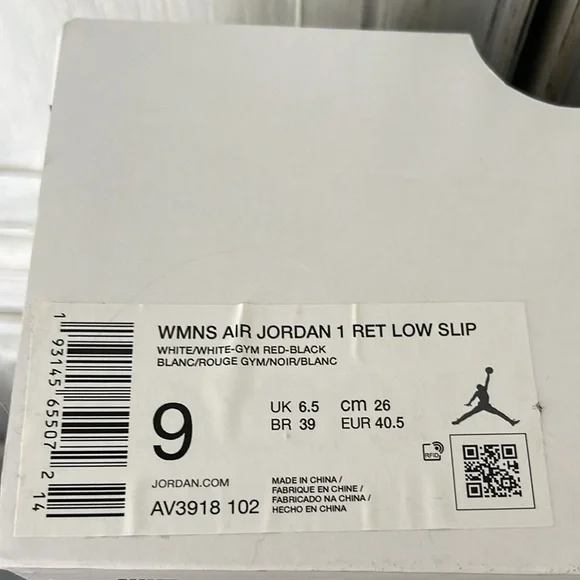 WMNS AIR JORDAN 1 RET LOW SLIP
WHITE/WHITE-GYM RED-BLACK
BLANC/ROUGE GYM/NOIR/BLANC
9
UK 6.5 cm 26
BR 39 EUR 40.5
RFID
JORDAN.COM
AV3918 102
MADE IN CHINA /
FABRIQUE EN CHINE /
FABRICADO NA CHINA /
HECHO EN CHINA
1 93145 65507 2 14